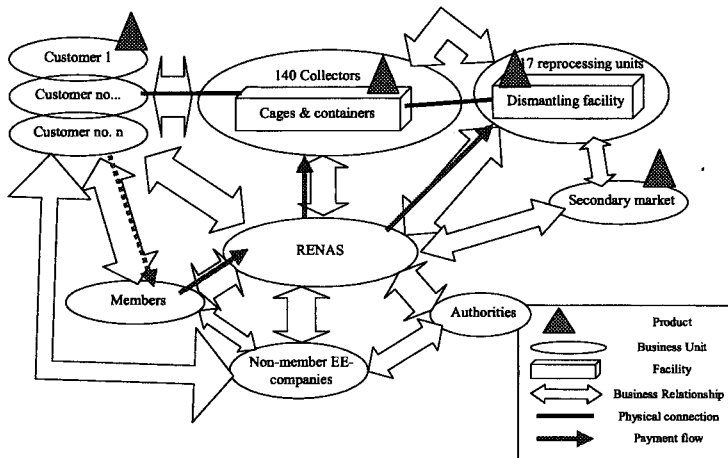 Customer 1
Customer no...
Customer no. n
140 Collectors
Cages & containers
17 reprocessing units
Dismantling facility
Secondary market
RENAS
Members
Authorities
Non-member EE-
companies
Product
Business Unit
Facility
Business Relationship
Physical connection
Payment flow